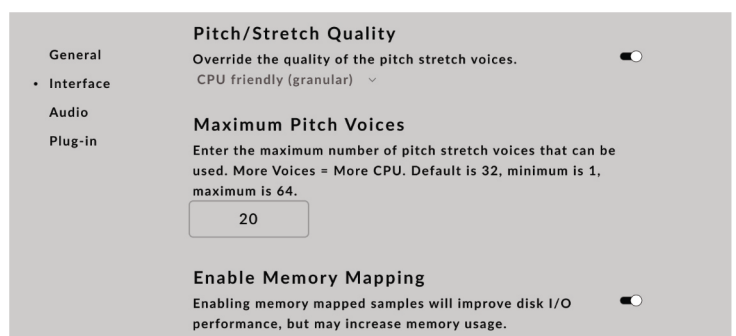 General
• Interface
Audio
Plug-in
Pitch/Stretch Quality
Override the quality of the pitch stretch voices.
CPU friendly (granular)
Maximum Pitch Voices
Enter the maximum number of pitch stretch voices that can be
used. More Voices = More CPU. Default is 32, minimum is 1,
maximum is 64.
20
Enable Memory Mapping
Enabling memory mapped samples will improve disk I/O
performance, but may increase memory usage.